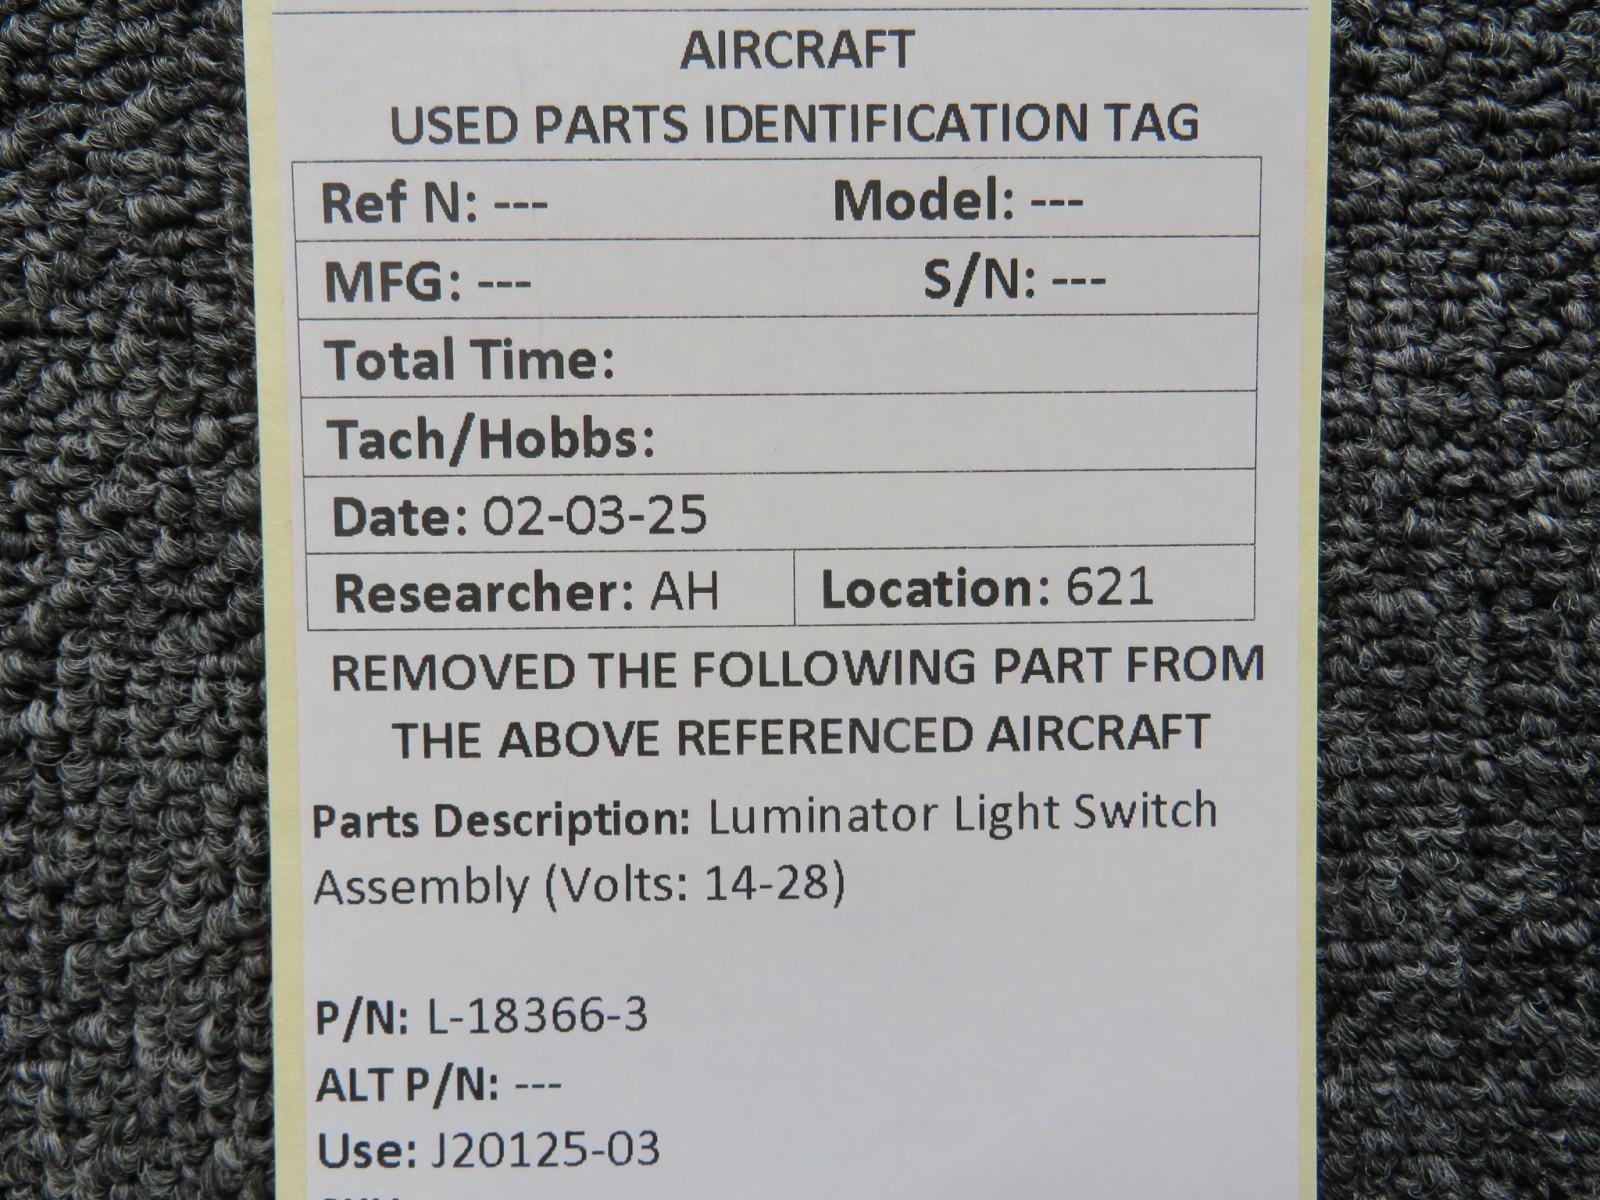 AIRCRAFT
USED PARTS IDENTIFICATION TAG
Ref N: --- Model: ---
MFG: --- S/N: ---
Total Time:
Tach/Hobbs:
Date: 02-03-25
Researcher: AH Location: 621
REMOVED THE FOLLOWING PART FROM
THE ABOVE REFERENCED AIRCRAFT
Parts Description: Luminator Light Switch
Assembly (Volts: 14-28)
P/N: L-18366-3
ALT P/N: ---
Use: J20125-03